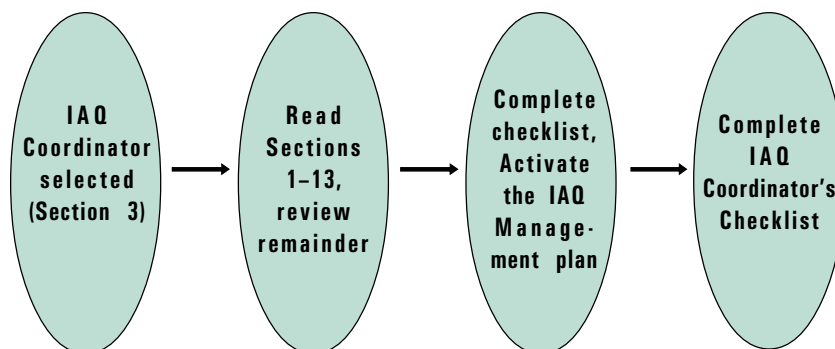 IAQ
Coordinator
selected
(Section 3)
Read
Sections
1–13,
review
remainder
Complete
checklist,
Activate
the IAQ
Manage-
ment plan
Complete
IAQ
Coordinator's
Checklist